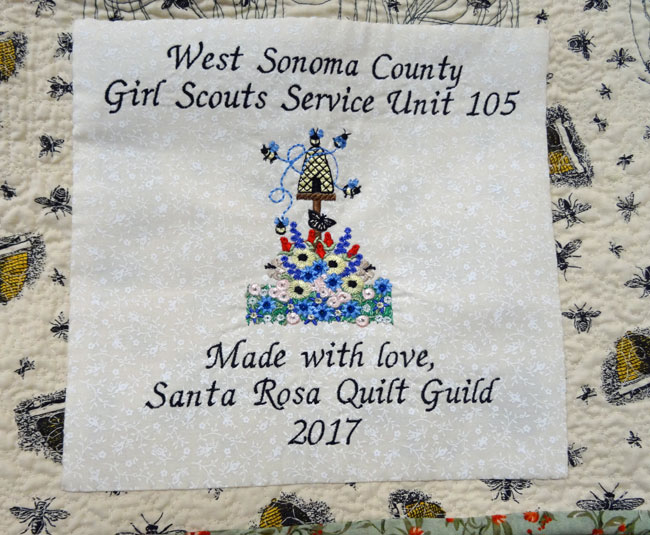 West Sonoma County
Girl Scouts Service Unit 105
Made with love,
Santa Rosa Quilt Guild
2017